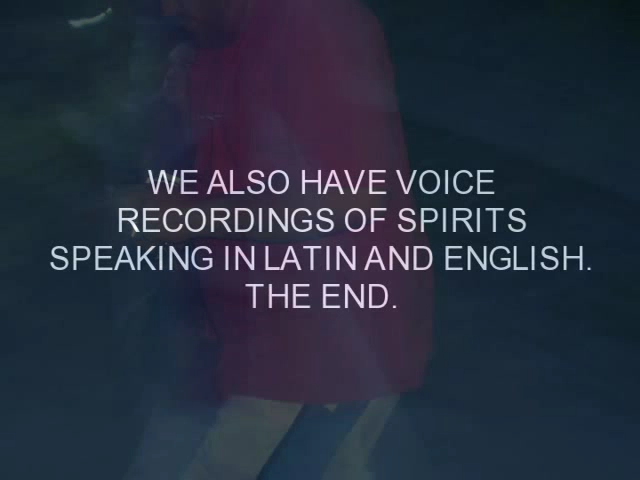 WE ALSO HAVE VOICE
RECORDINGS OF SPIRITS
SPEAKING IN LATIN AND ENGLISH.
THE END.